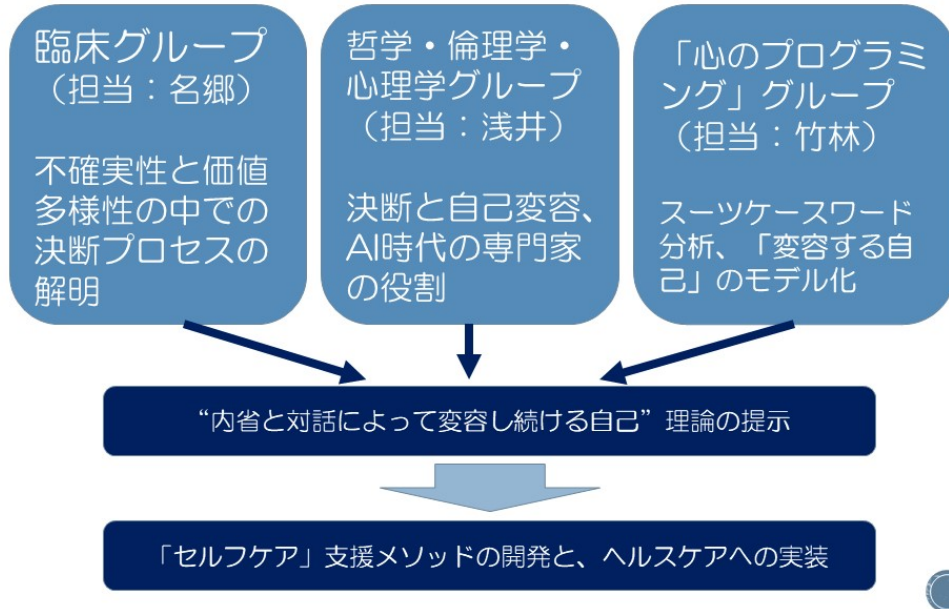 臨床グループ
（担当：名郷）
不確実性と価値
多様性の中での
決断プロセスの
解明
哲学・倫理学・
心理学グループ
（担当：浅井）
決断と自己変容、
AI時代の専門家
の役割
「心のプログラミ
ング」グループ
（担当：竹林）
スーツケースワード
分析、「変容する自
己」のモデル化
“内省と対話によって変容し続ける自己”理論の提示
「セルフケア」支援メソッドの開発と、ヘルスケアへの実装